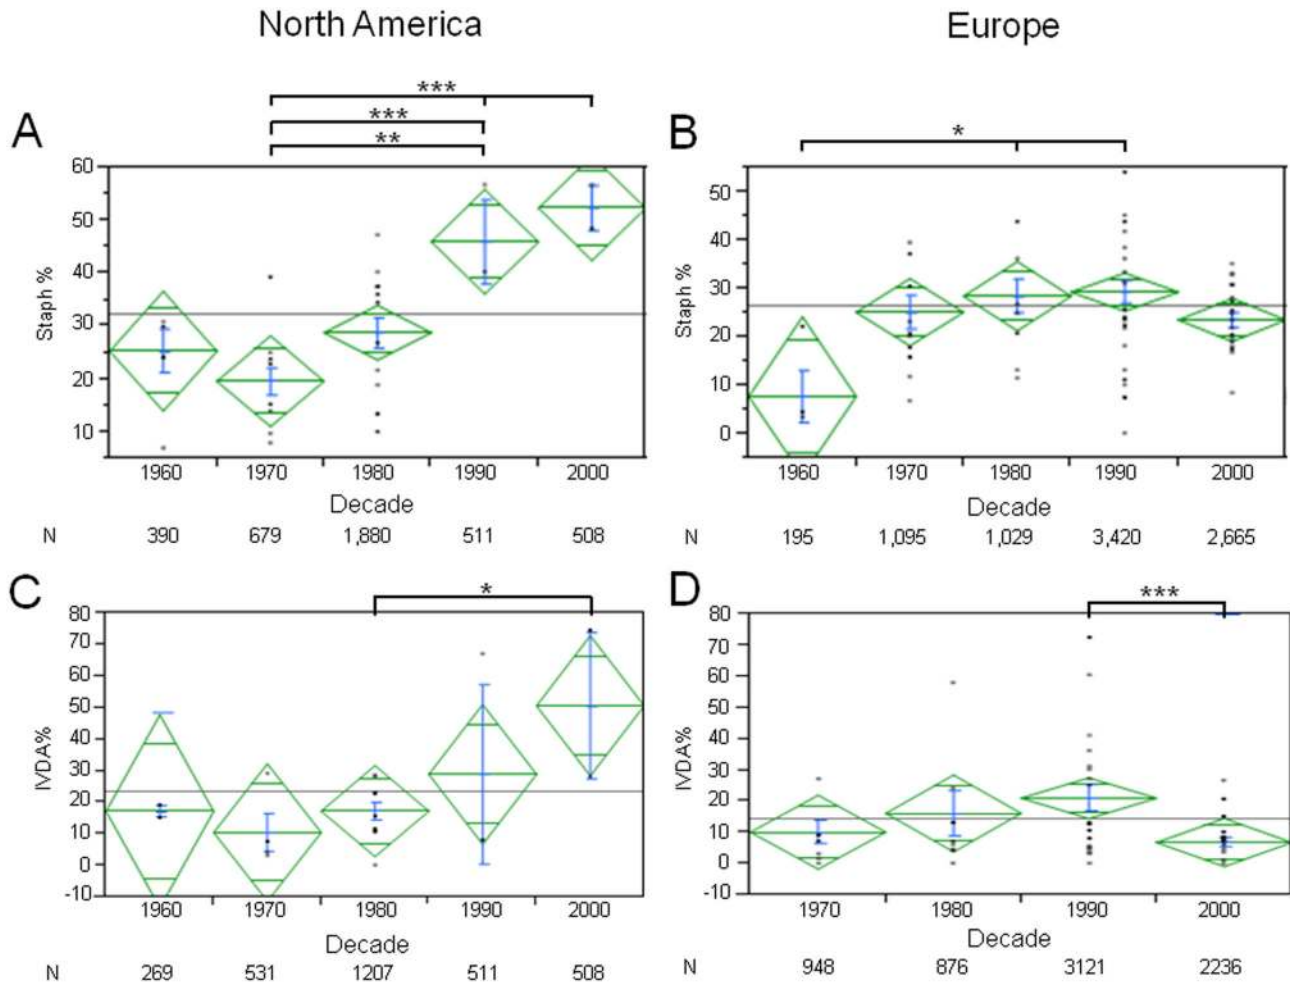 North America
Europe
A
***
***
**
Staph %
60
50
40
30
20
10
1960 1970 1980 1990 2000
Decade
N 390 679 1,880 511 508
B
*
Staph %
50
40
30
20
10
0
1960 1970 1980 1990 2000
Decade
N 195 1,095 1,029 3,420 2,665
C
*
IVDA%
80
70
60
50
40
30
20
10
0
-10
1960 1970 1980 1990 2000
Decade
N 269 531 1207 511 508
D
***
IVDA%
80
70
60
50
40
30
20
10
0
-10
1970 1980 1990 2000
Decade
N 948 876 3121 2236